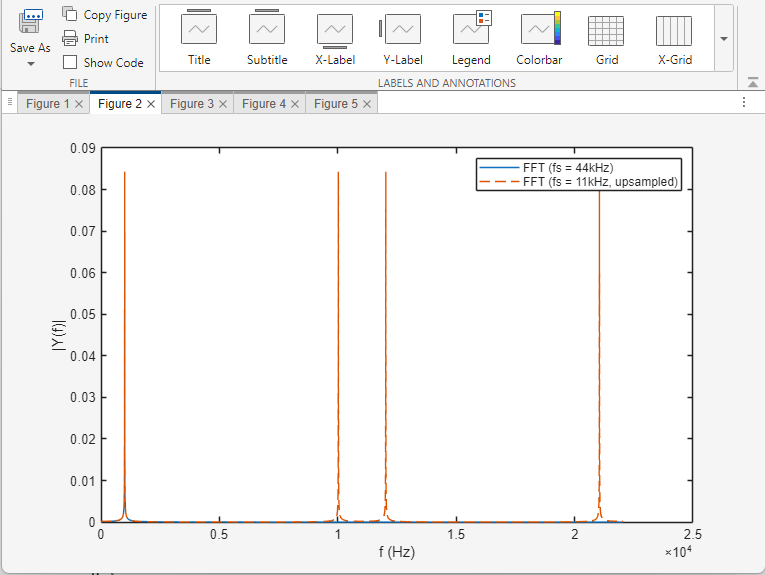 Save As
Copy Figure
Print
Show Code
FILE
Title
Subtitle
X-Label
Y-Label
Legend
Colorbar
Grid
X-Grid
LABELS AND ANNOTATIONS
Figure 1 × Figure 2 × Figure 3 × Figure 4 × Figure 5 ×
FFT (fs = 44kHz)
FFT (fs = 11kHz, upsampled)
0.09
0.08
0.07
0.06
0.05
0.04
0.03
0.02
0.01
0
|Y(f)|
0 0.5 1 1.5 2 2.5
f (Hz)
×10⁴